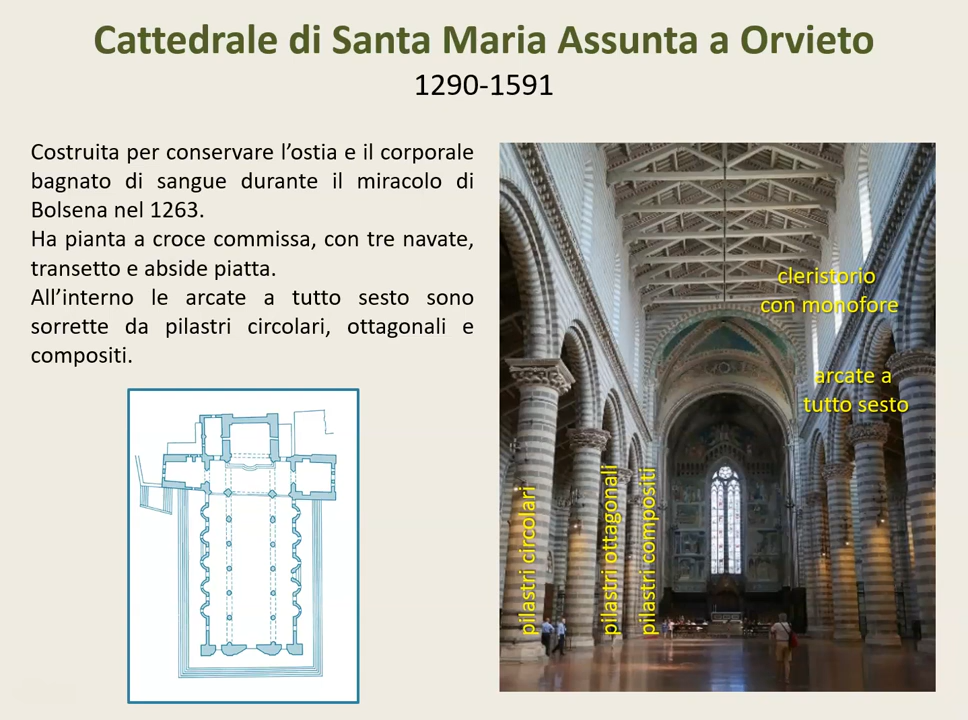 Cattedrale di Santa Maria Assunta a Orvieto
1290-1591
Costruita per conservare l’ostia e il corporale
bagnato di sangue durante il miracolo di
Bolsena nel 1263.
Ha pianta a croce commissa, con tre navate,
transetto e abside piatta.
All’interno le arcate a tutto sesto sono
sorrette da pilastri circolari, ottagonali e
compositi.
cleristorio
con monofore
arcate a
tutto sesto
pilastri circolari
pilastri ottagonali
pilastri compositi